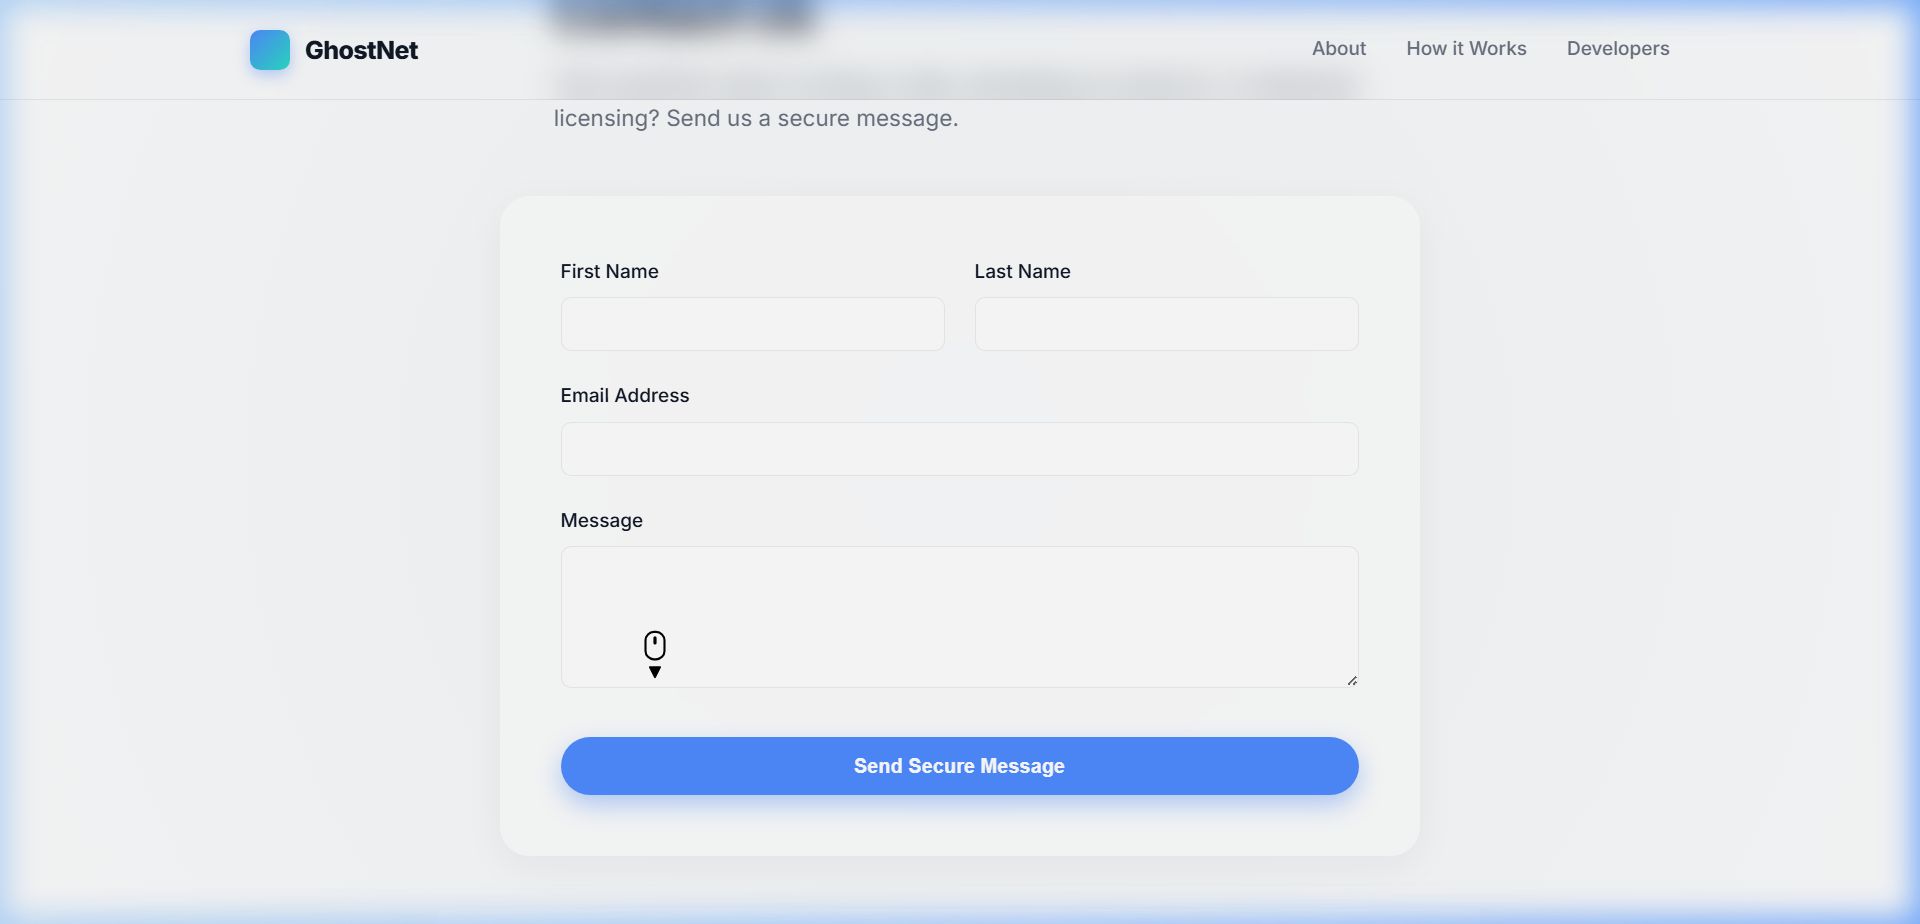 GhostNet
About
How it Works
Developers
licensing? Send us a secure message.
First Name
Last Name
Email Address
Message
Send Secure Message